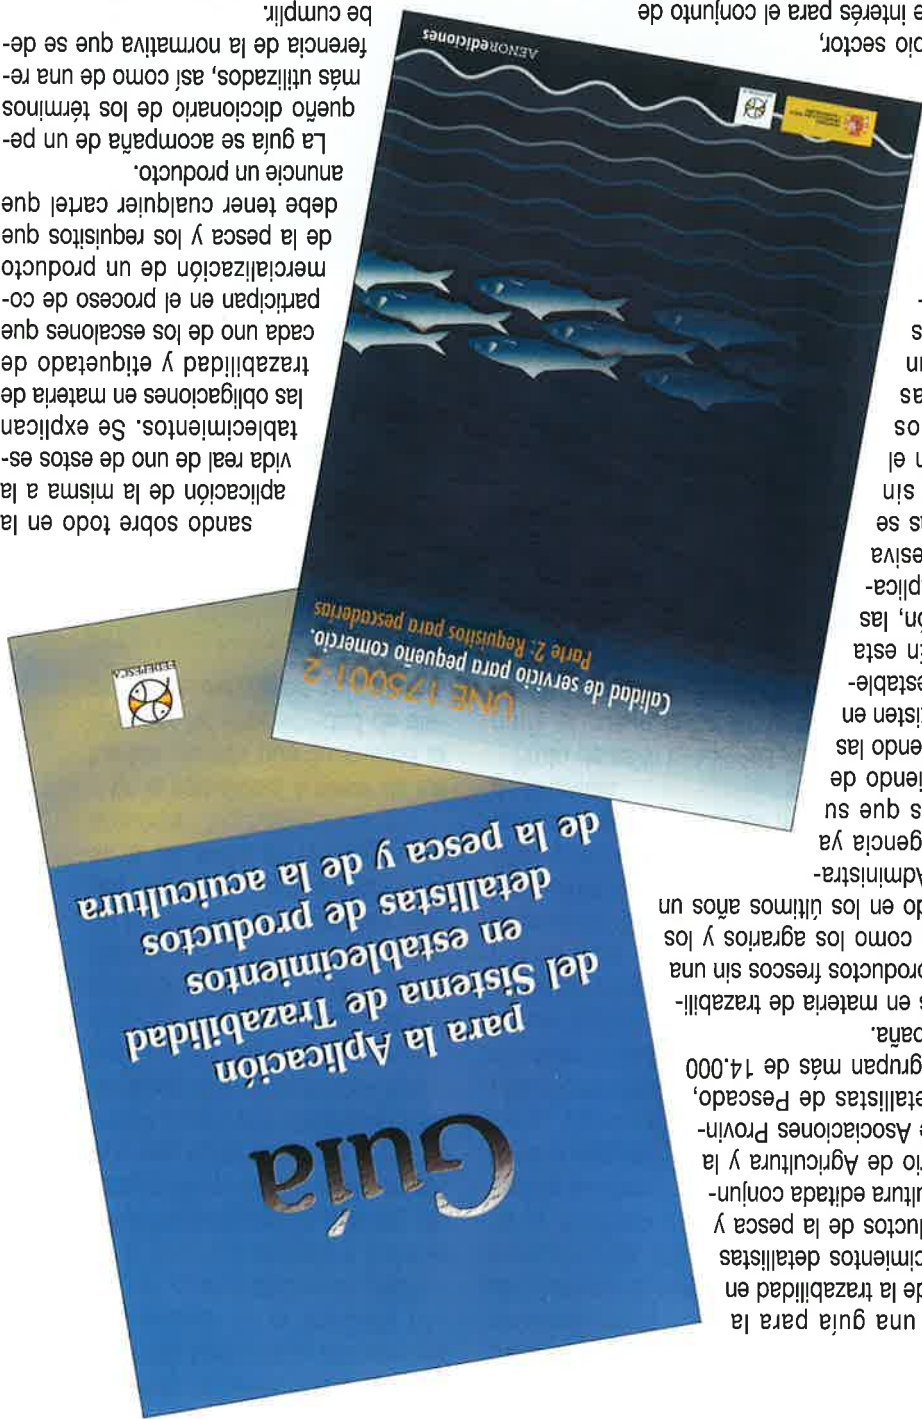 una guía para la
de la trazabilidad en
cimientos detallistas
ductos de la pesca y
ltura editada conjun-
rio de Agricultura y la
e Asociaciones Provin-
etallistas de Pescado,
grupan más de 14.000
paña.
s en materia de trazabili-
roductos frescos sin una
como los agrarios y los
do en los últimos años un
Administra-
gencia ya
s que su
iendo de
endo las
isten en
estable-
n esta
ón, las
plica-
esiva
as se
sin
n el
os
as
un
s
-
pio sector,
e interés para el conjunto de
Guía
para la Aplicación
del Sistema de Trazabilidad
en establecimientos
detallistas de productos
de la pesca y de la acuicultura
FEDEPESCA
UNE 175001-2
Calidad de servicio para pequeño comercio.
Parte 2: Requisitos para pescaderías
AENORediciones
sando sobre todo en la
aplicación de la misma a la
vida real de uno de estos es-
tablecimientos. Se explican
las obligaciones en materia de
trazabilidad y etiquetado de
cada uno de los escalones que
participan en el proceso de co-
mercialización de un producto
de la pesca y los requisitos que
debe tener cualquier cartel que
anuncie un producto.
La guía se acompaña de un pe-
queño diccionario de los términos
más utilizados, así como de una re-
ferencia de la normativa que se de-
be cumplir.